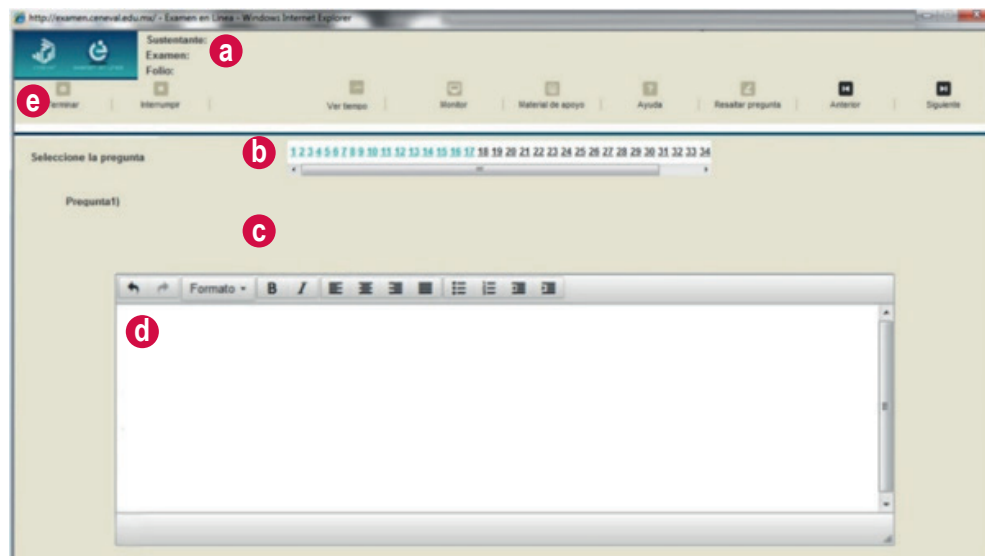 http://examen.ceneval.edu.mx/ - Examen en Línea - Windows Internet Explorer
Sustentante:
Examen:
Folio:
a
e
Terminar
Interrumpir
Ver tiempo
Monitor
Material de apoyo
Ayuda
Resaltar pregunta
Anterior
Siguiente
Seleccione la pregunta
b
1 2 3 4 5 6 7 8 9 10 11 12 13 14 15 16 17 18 19 20 21 22 23 24 25 26 27 28 29 30 31 32 33 34
Pregunta1)
c
Formato
B I
d